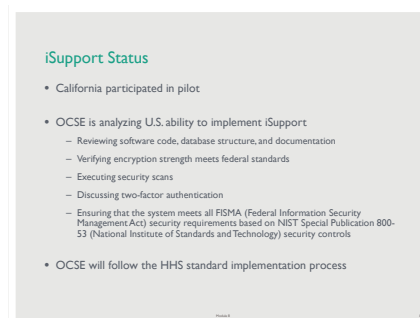 iSupport Status
• California participated in pilot
• OCSE is analyzing U.S. ability to implement iSupport
– Reviewing software code, database structure, and documentation
– Verifying encryption strength meets federal standards
– Executing security scans
– Discussing two-factor authentication
– Ensuring that the system meets all FISMA (Federal Information Security
Management Act) security requirements based on NIST Special Publication 800-
53 (National Institute of Standards and Technology) security controls
• OCSE will follow the HHS standard implementation process